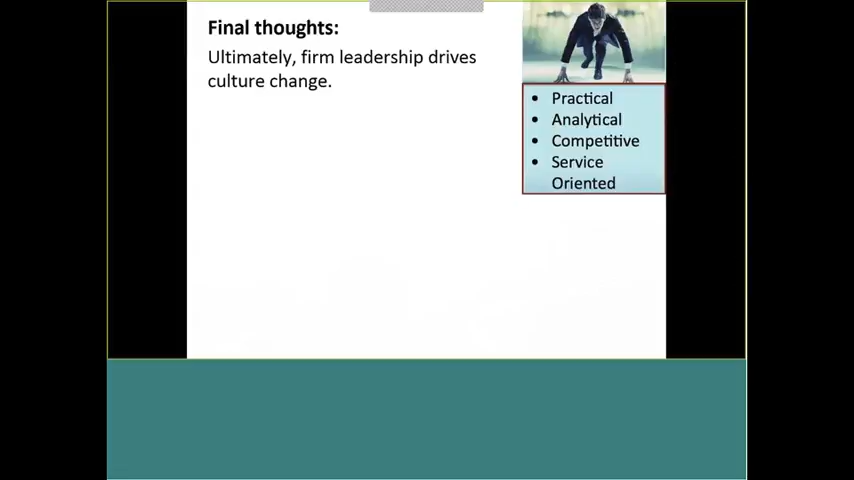 Final thoughts:
Ultimately, firm leadership drives
culture change.
• Practical
• Analytical
• Competitive
• Service
Oriented